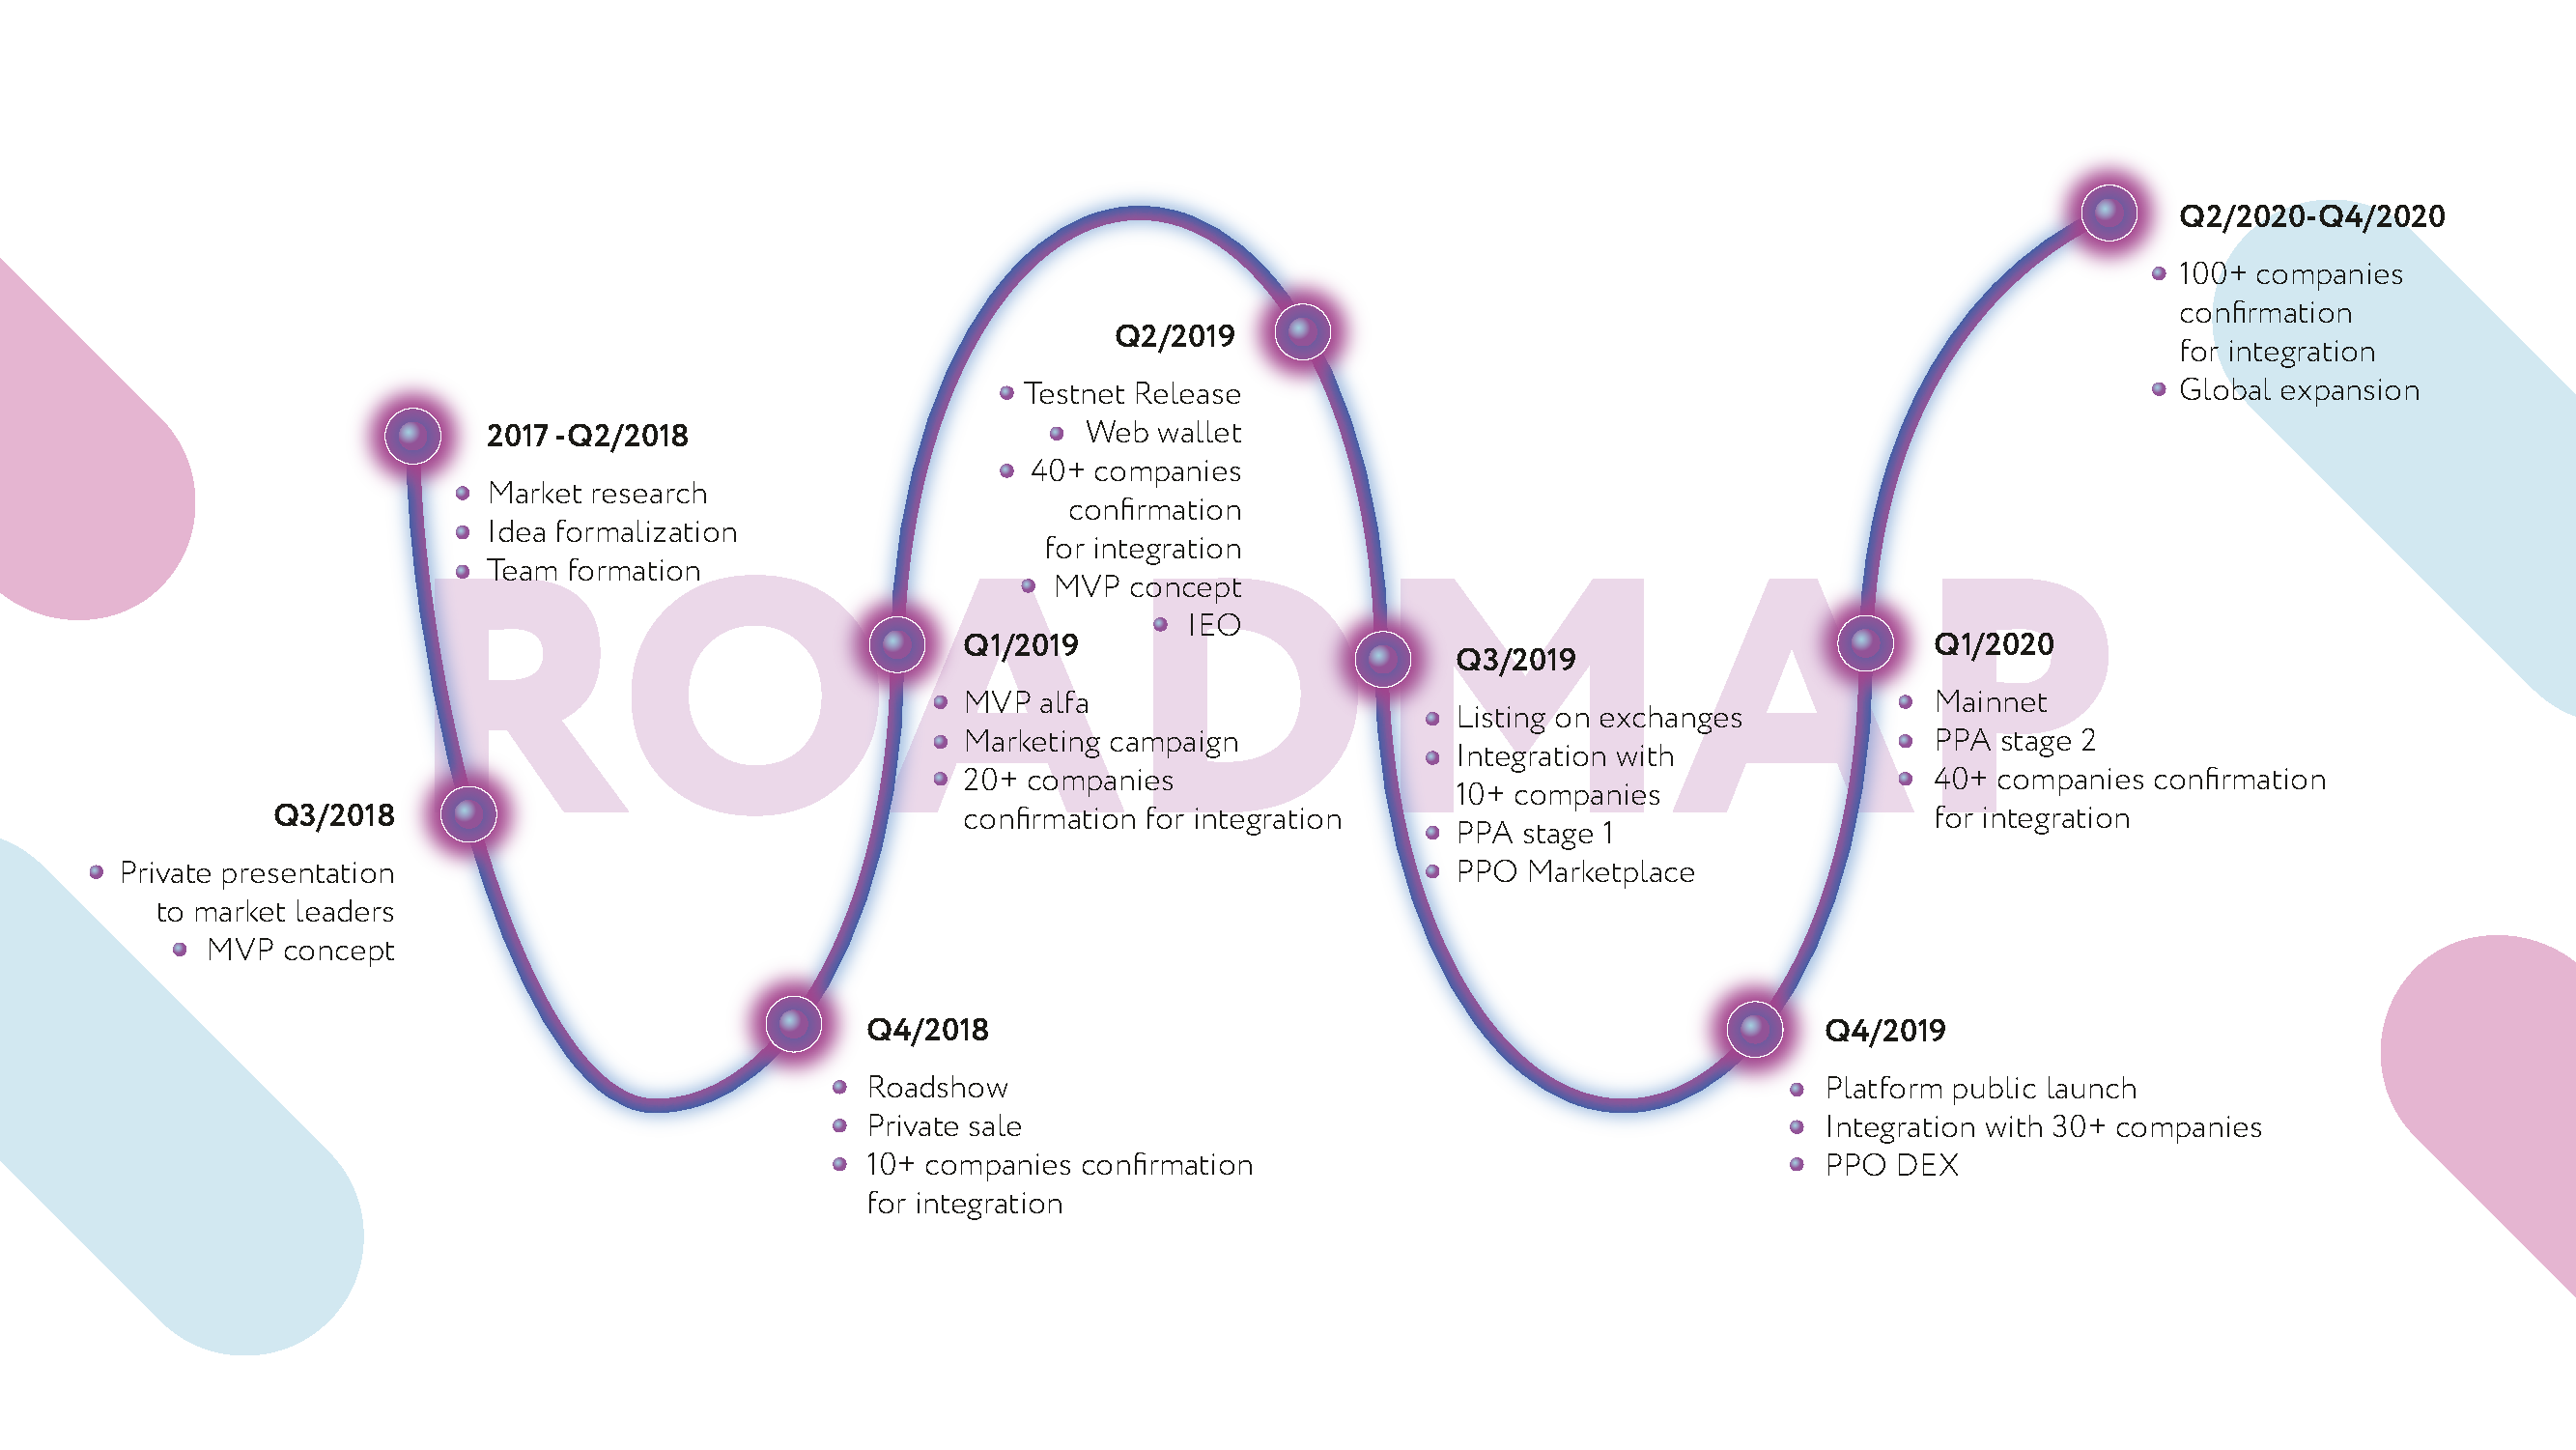 ROADMAP
2017 -Q2/2018
Market research
Idea formalization
Team formation
Q3/2018
Private presentation
to market leaders
MVP concept
Q4/2018
Roadshow
Private sale
10+ companies confirmation
for integration
Q1/2019
MVP alfa
Marketing campaign
20+ companies
confirmation for integration
Q2/2019
Testnet Release
Web wallet
40+ companies
confirmation
for integration
MVP concept
IEO
Q3/2019
Listing on exchanges
Integration with
10+ companies
PPA stage 1
PPO Marketplace
Q4/2019
Platform public launch
Integration with 30+ companies
PPO DEX
Q1/2020
Mainnet
PPA stage 2
40+ companies confirmation
for integration
Q2/2020-Q4/2020
100+ companies
confirmation
for integration
Global expansion